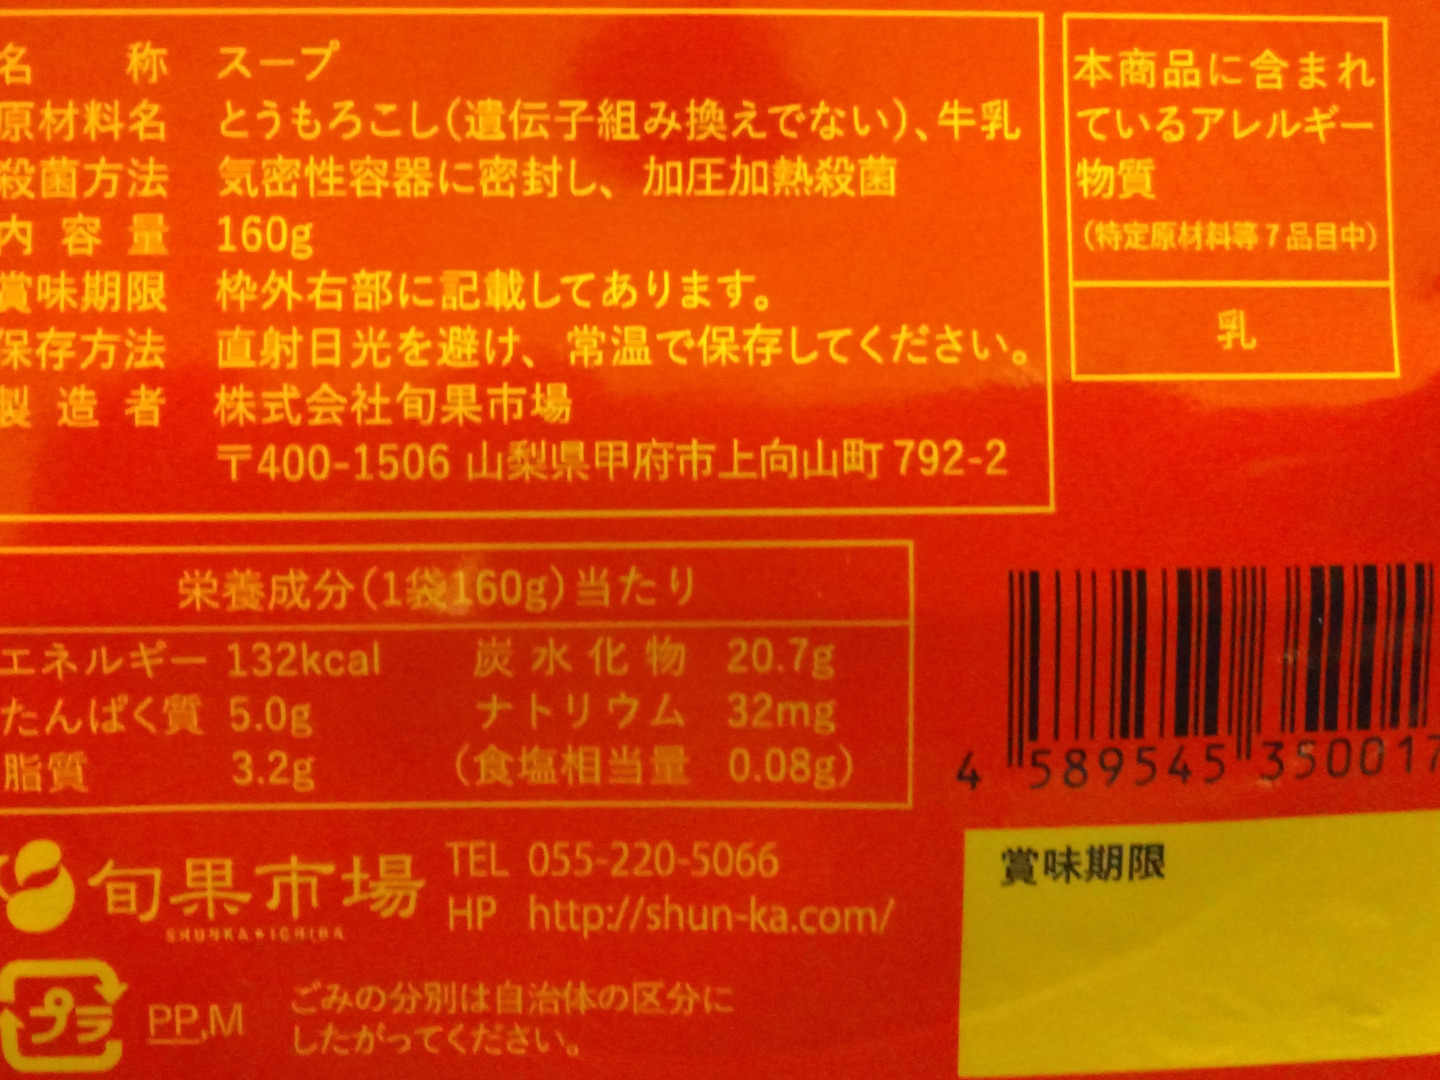 名称 スープ
原材料名 とうもろこし(遺伝子組み換えでない)、牛乳
殺菌方法 気密性容器に密封し、加圧加熱殺菌
内容量 160g
賞味期限 枠外右部に記載してあります。
保存方法 直射日光を避け、常温で保存してください。
製造者 株式会社旬果市場
〒400-1506 山梨県甲府市上向山町792-2
本商品に含まれ
ているアレルギー
物質
(特定原材料等7品目中)
乳
栄養成分(1袋160g)当たり
エネルギー 132kcal 炭水化物 20.7g
たんぱく質 5.0g ナトリウム 32mg
脂質 3.2g (食塩相当量 0.08g)
4 589545 350017
旬果市場
SHUNKA ICHIBA
TEL 055-220-5066
HP http://shun-ka.com/
賞味期限
プラ
PP,M
ごみの分別は自治体の区分に
したがってください。